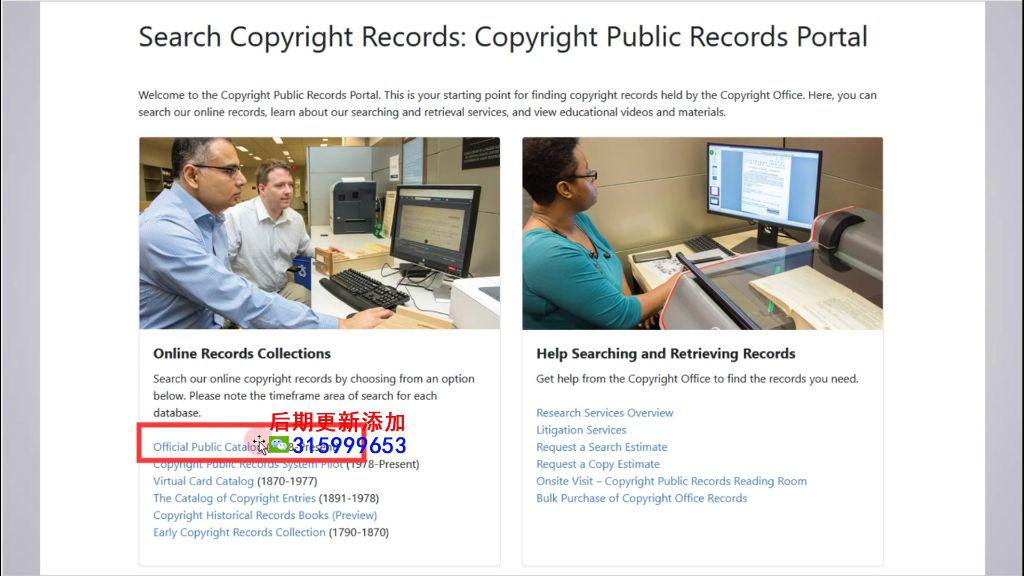 Search Copyright Records: Copyright Public Records Portal
Welcome to the Copyright Public Records Portal. This is your starting point for finding copyright records held by the Copyright Office. Here, you can
search our online records, learn about our searching and retrieval services, and view educational videos and materials.
Online Records Collections
Search our online copyright records by choosing from an option
below. Please note the timeframe area of search for each
database.
后期更新添加
315999653
Official Public Catalog
Copyright Public Records System Pilot (1978-Present)
Virtual Card Catalog (1870-1977)
The Catalog of Copyright Entries (1891-1978)
Copyright Historical Records Books (Preview)
Early Copyright Records Collection (1790-1870)
Help Searching and Retrieving Records
Get help from the Copyright Office to find the records you need.
Research Services Overview
Litigation Services
Request a Search Estimate
Request a Copy Estimate
Onsite Visit – Copyright Public Records Reading Room
Bulk Purchase of Copyright Office Records